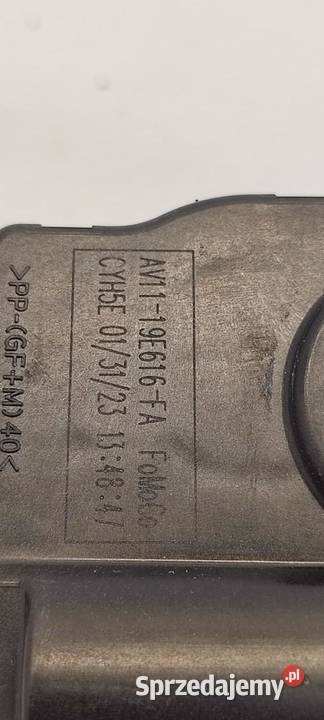 AV11-19E616-FA FoMoCo
CYH5E 01/31/23 13:48:47
>PP-(GF+M)40<
Sprzedajemy.pl